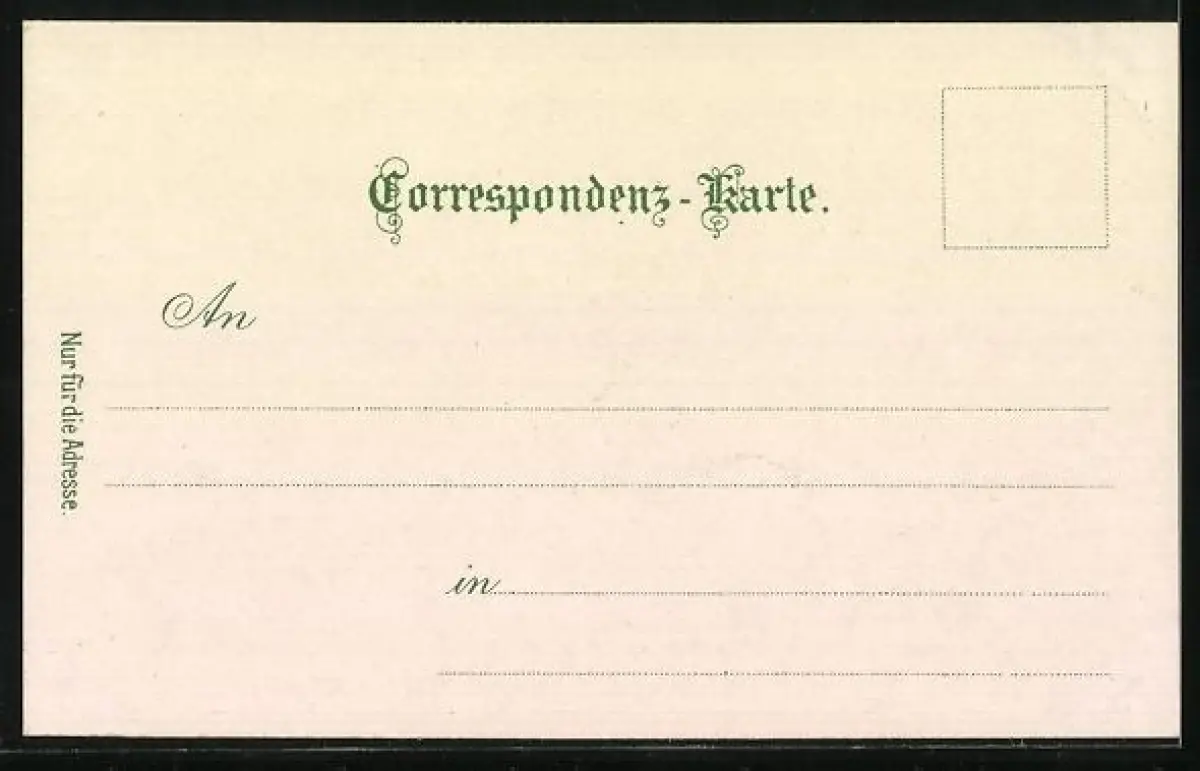 Correspondenz-Karte.
An
Nur für die Adresse.
in